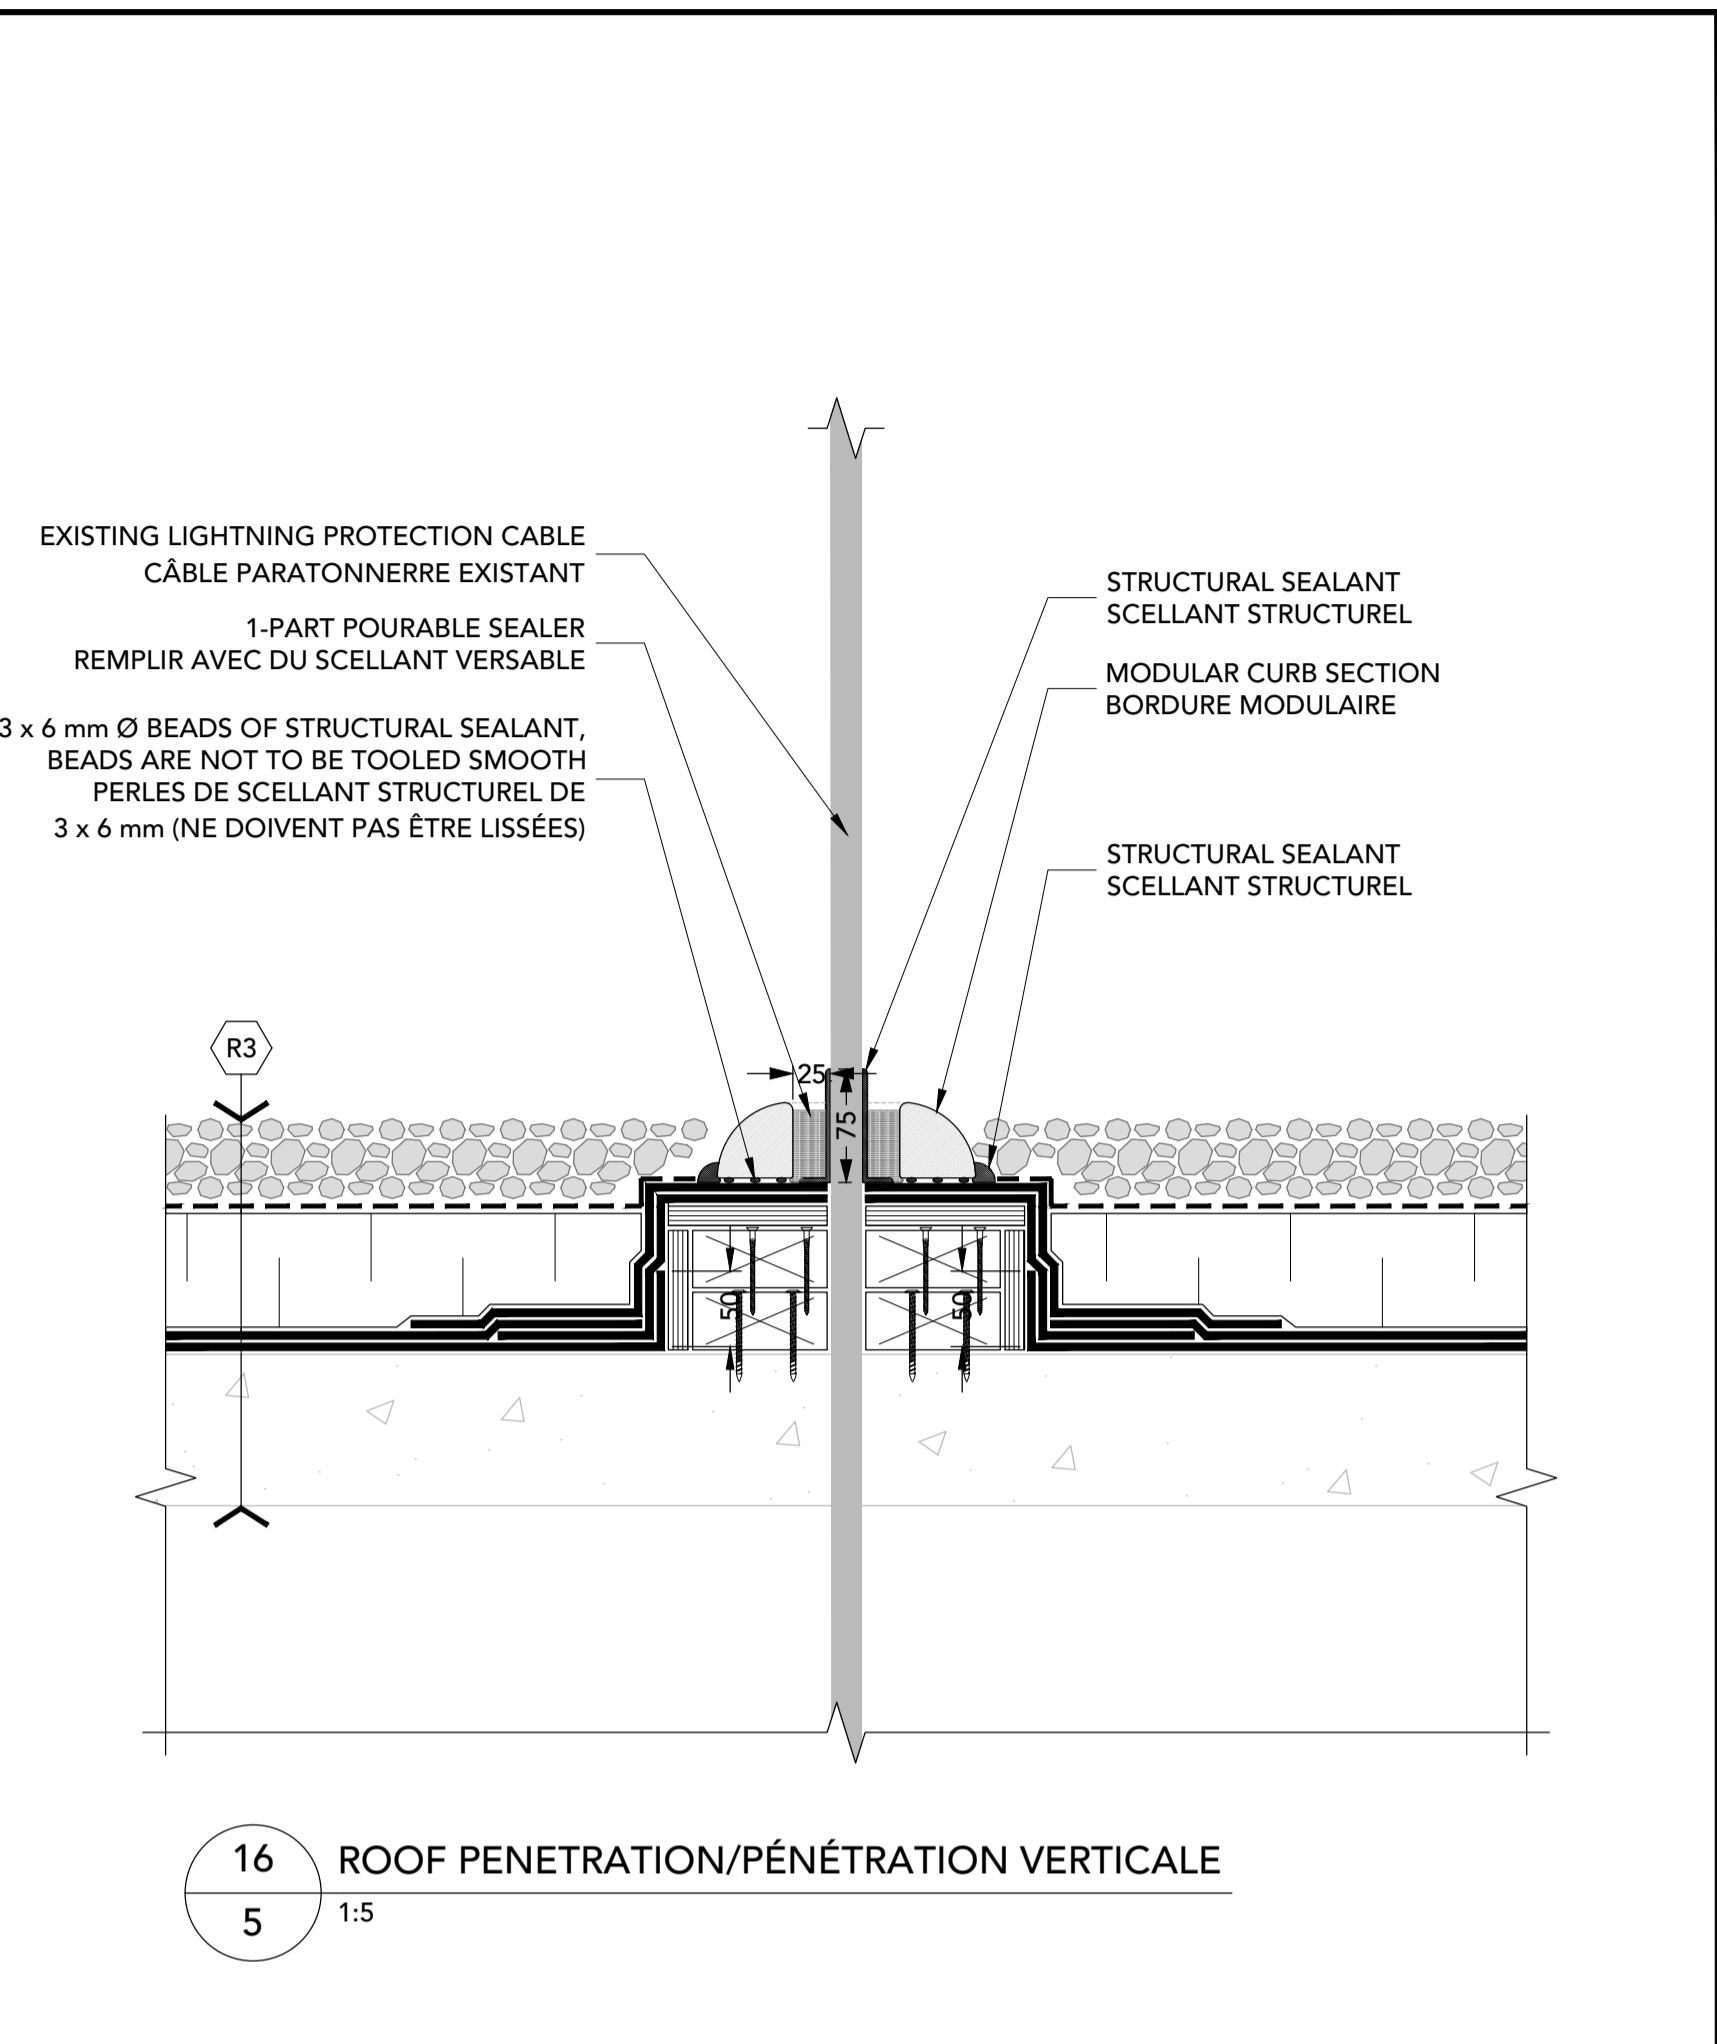 EXISTING LIGHTNING PROTECTION CABLE
CÂBLE PARATONNERRE EXISTANT
1-PART POURABLE SEALER
REMPLIR AVEC DU SCELLANT VERSABLE
3 x 6 mm Ø BEADS OF STRUCTURAL SEALANT,
BEADS ARE NOT TO BE TOOLED SMOOTH
PERLES DE SCELLANT STRUCTUREL DE
3 x 6 mm (NE DOIVENT PAS ÊTRE LISSÉES)
STRUCTURAL SEALANT
SCELLANT STRUCTUREL
MODULAR CURB SECTION
BORDURE MODULAIRE
STRUCTURAL SEALANT
SCELLANT STRUCTUREL
R3
25
75
50
50
16
5
ROOF PENETRATION/PÉNÉTRATION VERTICALE
1:5